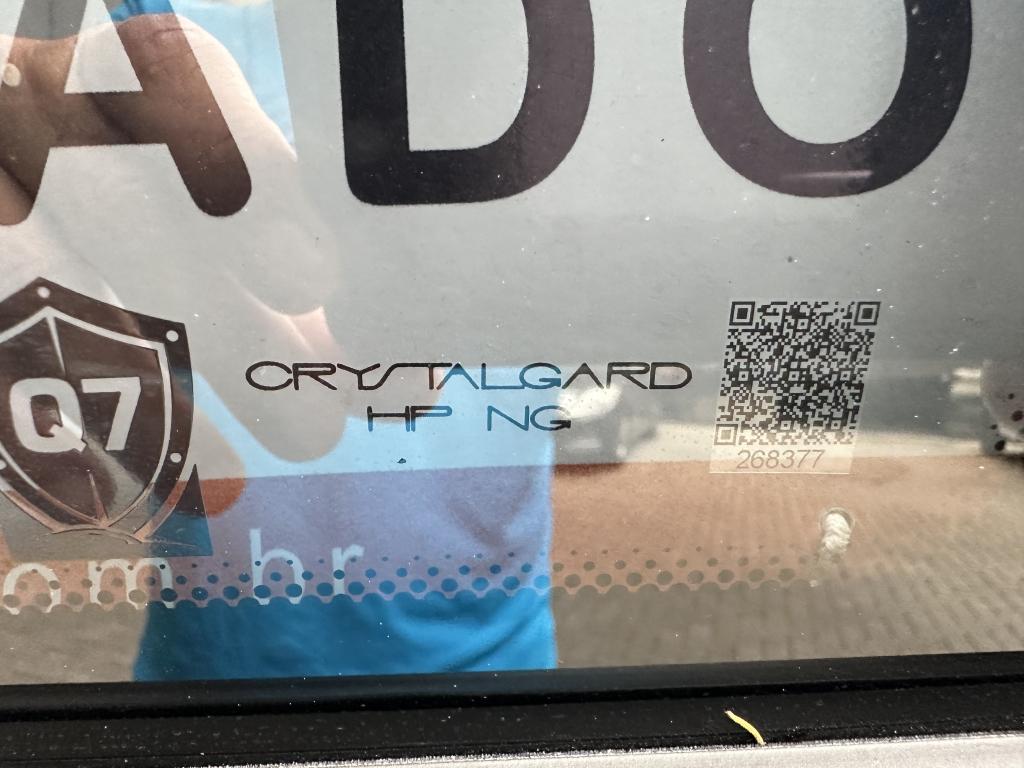 ADO
Q7
CRYSTALGARD
HP NG
268377
om.br